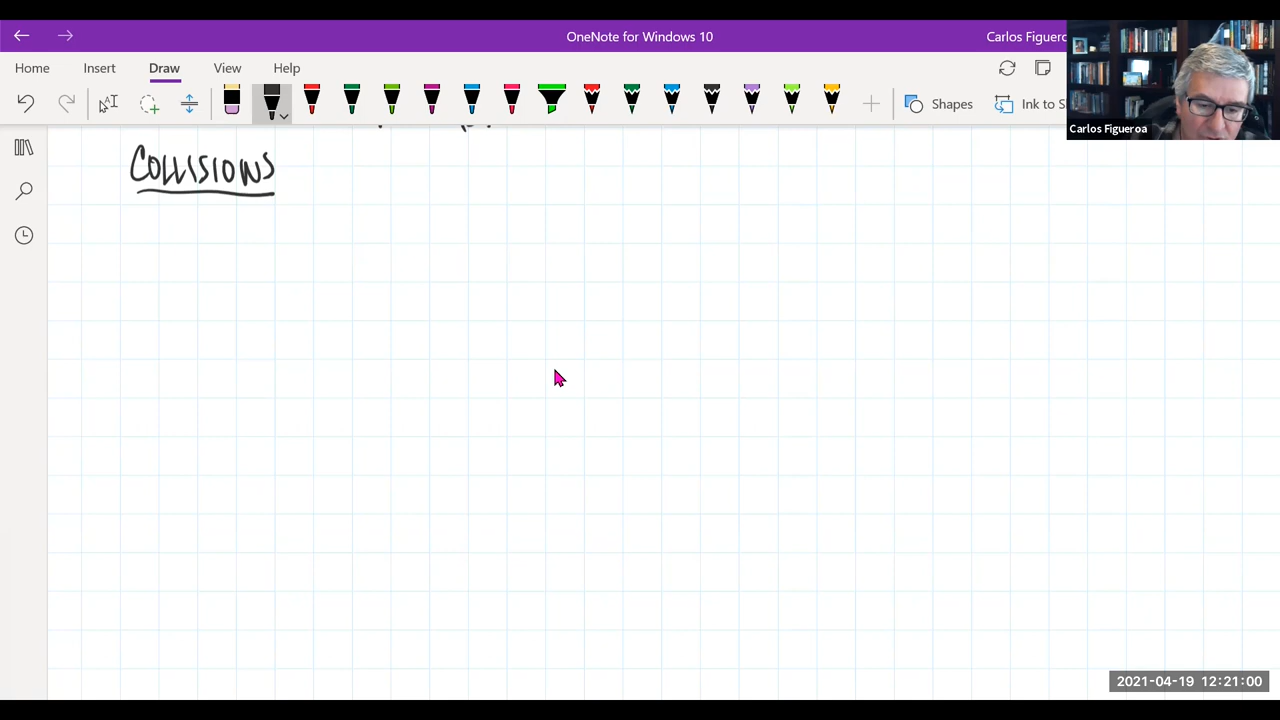 OneNote for Windows 10
Carlos Figuero
Home Insert Draw View Help
Shapes Ink to S
Carlos Figueroa
COLLISIONS
2021-04-19 12:21:00